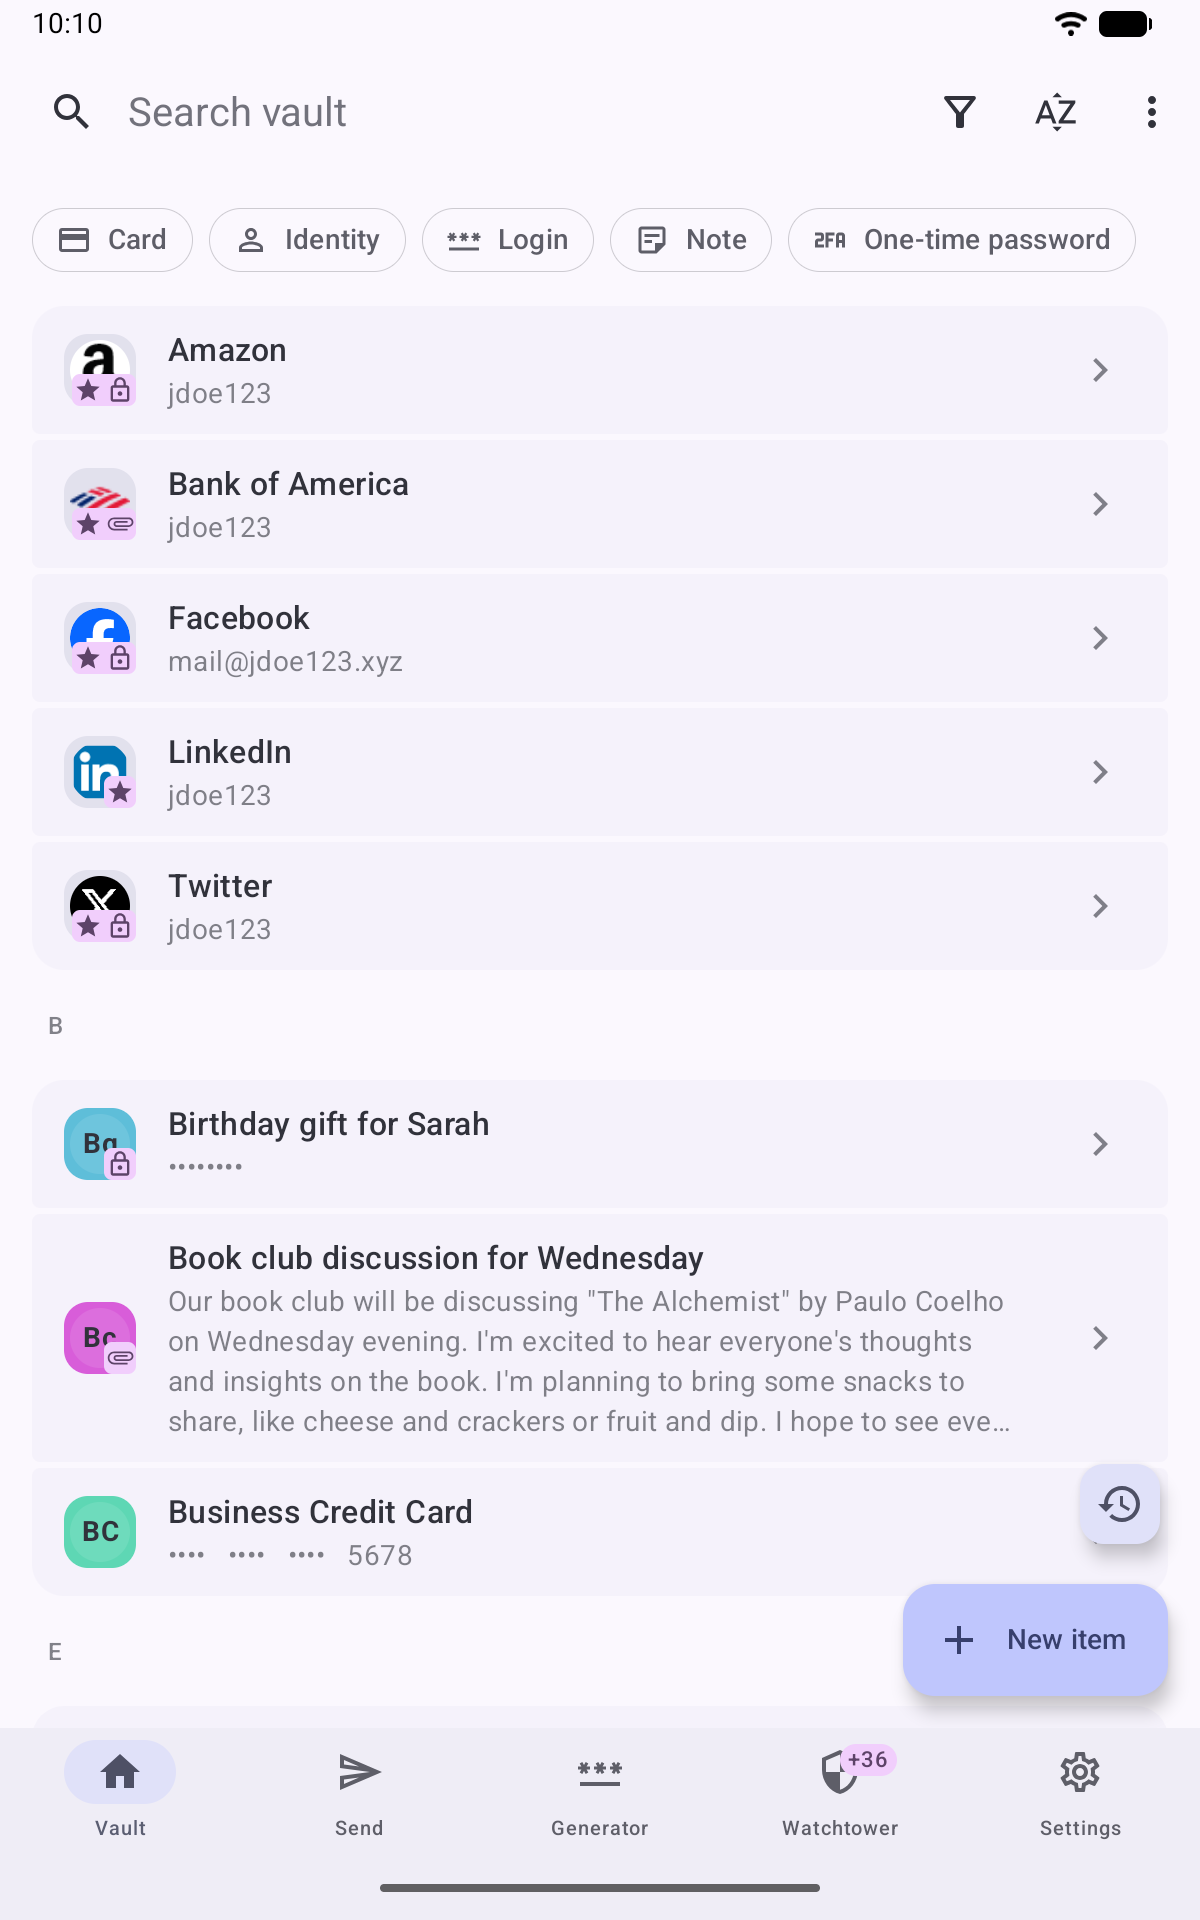 10:10
Search vault
AZ
Card
Identity
*** Login
Note
2FA One-time password
a
Amazon
jdoe123
Bank of America
jdoe123
f
Facebook
mail@jdoe123.xyz
in
LinkedIn
jdoe123
X
Twitter
jdoe123
B
Bg
Birthday gift for Sarah
••••••••
Book club discussion for Wednesday
Our book club will be discussing "The Alchemist" by Paulo Coelho
Bc
on Wednesday evening. I'm excited to hear everyone's thoughts
and insights on the book. I'm planning to bring some snacks to
share, like cheese and crackers or fruit and dip. I hope to see eve…
BC
Business Credit Card
•••• •••• •••• 5678
E
New item
+36
Vault
Send
Generator
Watchtower
Settings